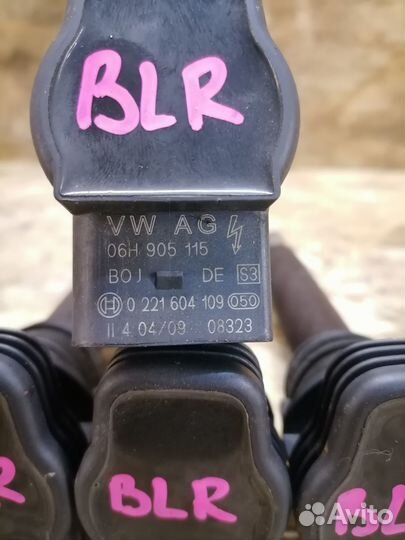 BLR
VW AG
06H 905 115
BOJ DE S3
H 0 221 604 109 050
II 4 04/09 08323
BLR
R
BLR
Avito